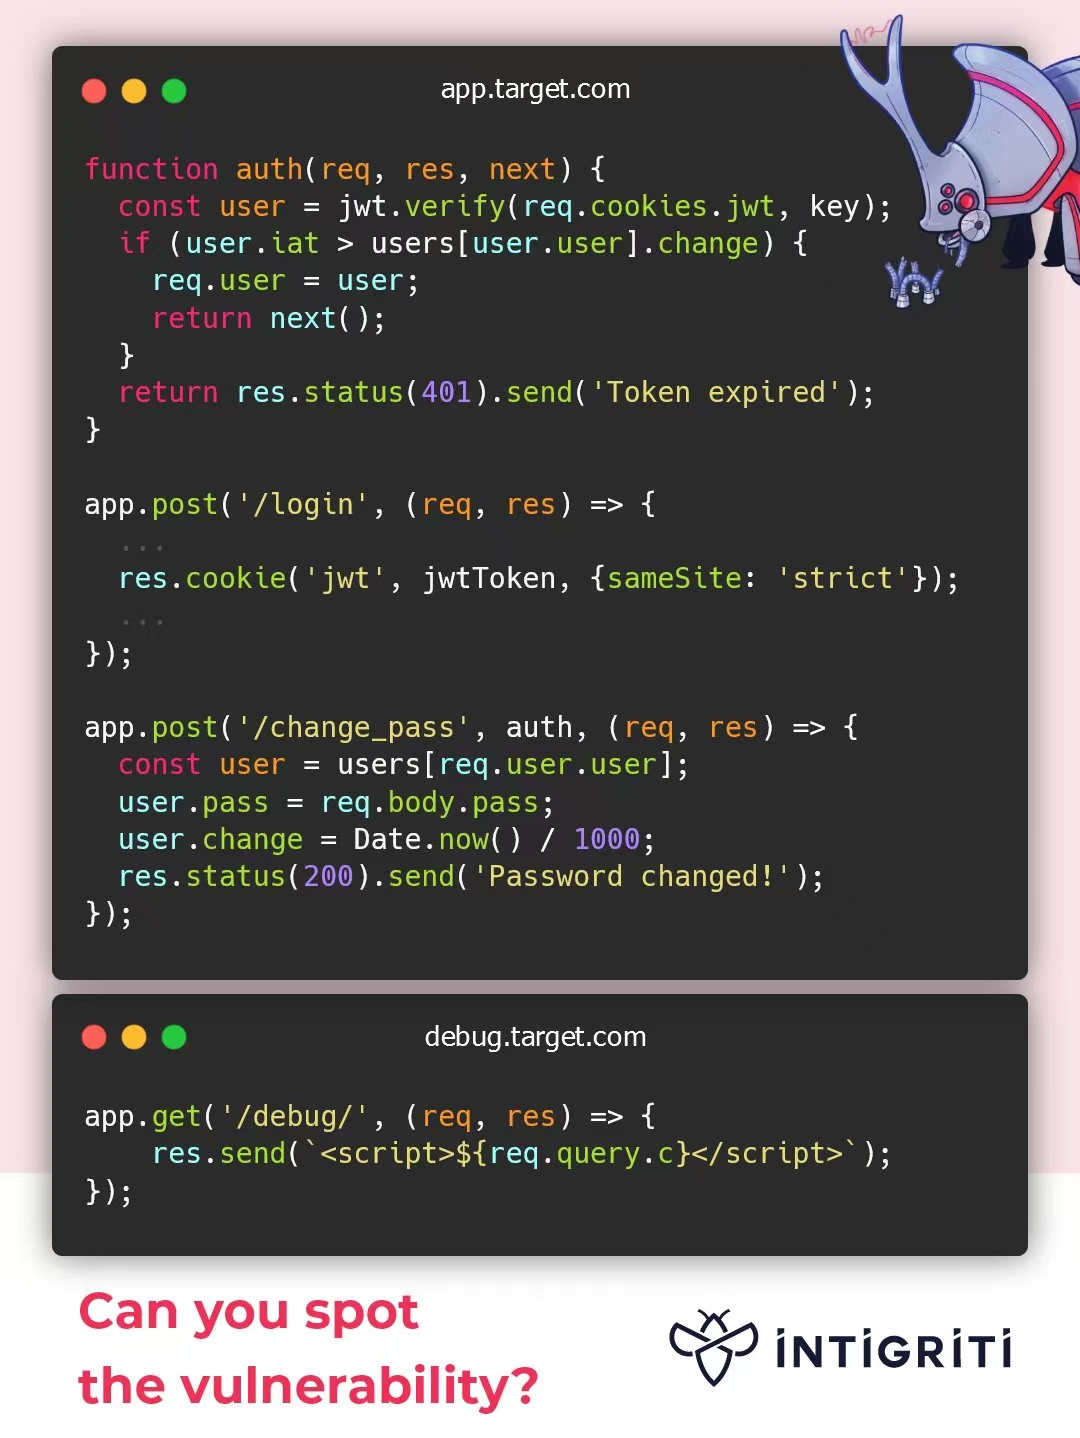 app.target.com
function auth(req, res, next) {
  const user = jwt.verify(req.cookies.jwt, key);
  if (user.iat > users[user.user].change) {
    req.user = user;
    return next();
  }
  return res.status(401).send('Token expired');
}
app.post('/login', (req, res) => {
  ...
  res.cookie('jwt', jwtToken, {sameSite: 'strict'});
  ...
});
app.post('/change_pass', auth, (req, res) => {
  const user = users[req.user.user];
  user.pass = req.body.pass;
  user.change = Date.now() / 1000;
  res.status(200).send('Password changed!');
});
debug.target.com
app.get('/debug/', (req, res) => {
    res.send(`<script>${req.query.c}</script>`);
});
Can you spot
the vulnerability?
INTIGRITI